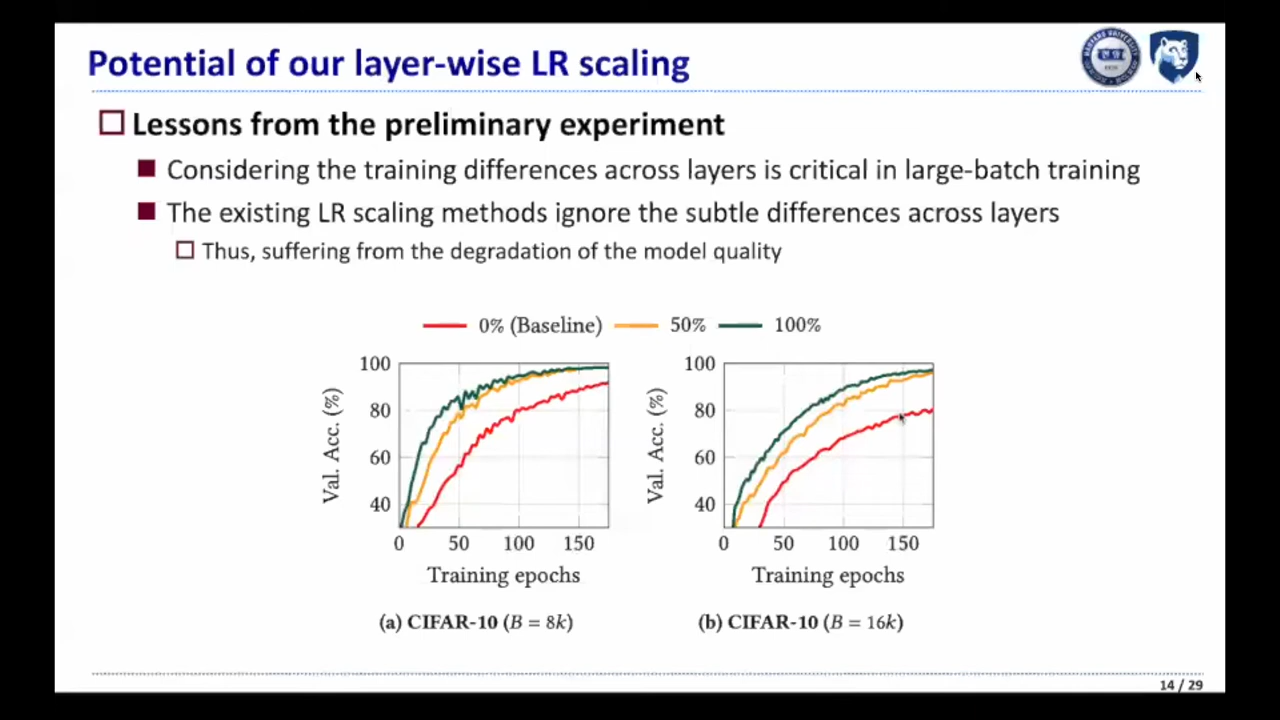 Potential of our layer-wise LR scaling
Lessons from the preliminary experiment
Considering the training differences across layers is critical in large-batch training
The existing LR scaling methods ignore the subtle differences across layers
Thus, suffering from the degradation of the model quality
0% (Baseline) 50% 100%
Val. Acc. (%)
100
80
60
40
0 50 100 150
Training epochs
(a) CIFAR-10 (B = 8k)
Val. Acc. (%)
100
80
60
40
0 50 100 150
Training epochs
(b) CIFAR-10 (B = 16k)
14 / 29